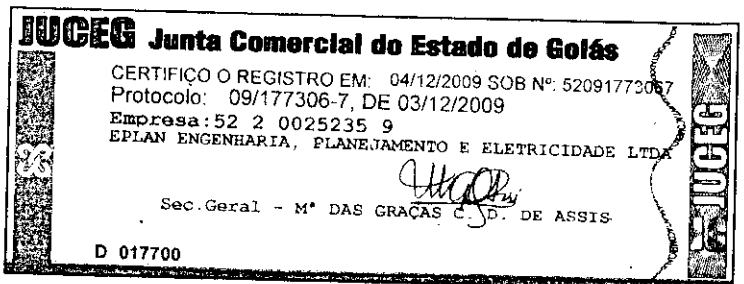 JUCEG Junta Comercial do Estado de Goiás
CERTIFICO O REGISTRO EM: 04/12/2009 SOB Nº: 52091773067
Protocolo: 09/177306-7, DE 03/12/2009
Empresa:52 2 0025235 9
EPLAN ENGENHARIA, PLANEJAMENTO E ELETRICIDADE LTDA
Sec.Geral - Mª DAS GRAÇAS C. D. DE ASSIS
D 017700
JUCEG